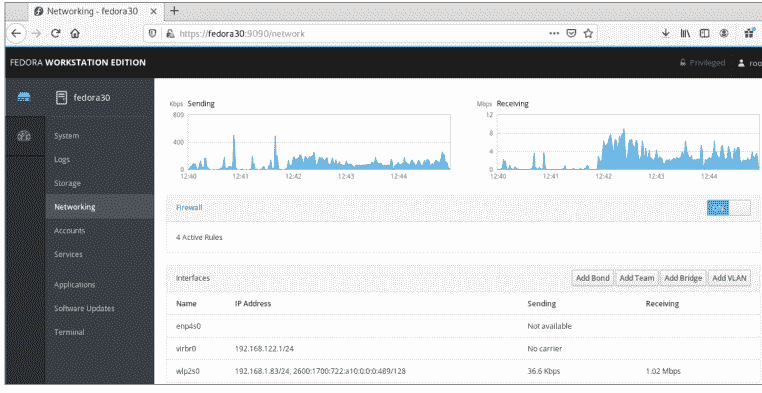 Networking - fedora30 × +
https://fedora30:9090/network
FEDORA WORKSTATION EDITION Privileged roo
fedora30
System
Logs
Storage
Networking
Accounts
Services
Applications
Software Updates
Terminal
Kbps Sending
800
400
0
12:40 12:41 12:42 12:43 12:44
Mbps Receiving
12
8
4
0
12:40 12:41 12:42 12:43 12:44
Firewall
4 Active Rules
Interfaces Add Bond Add Team Add Bridge Add VLAN
Name IP Address Sending Receiving
enp4s0 Not available
virbr0 192.168.122.1/24 No carrier
wlp2s0 192.168.1.83/24, 2600:1700:722:a10:0:0:0:489/128 36.6 Kbps 1.02 Mbps